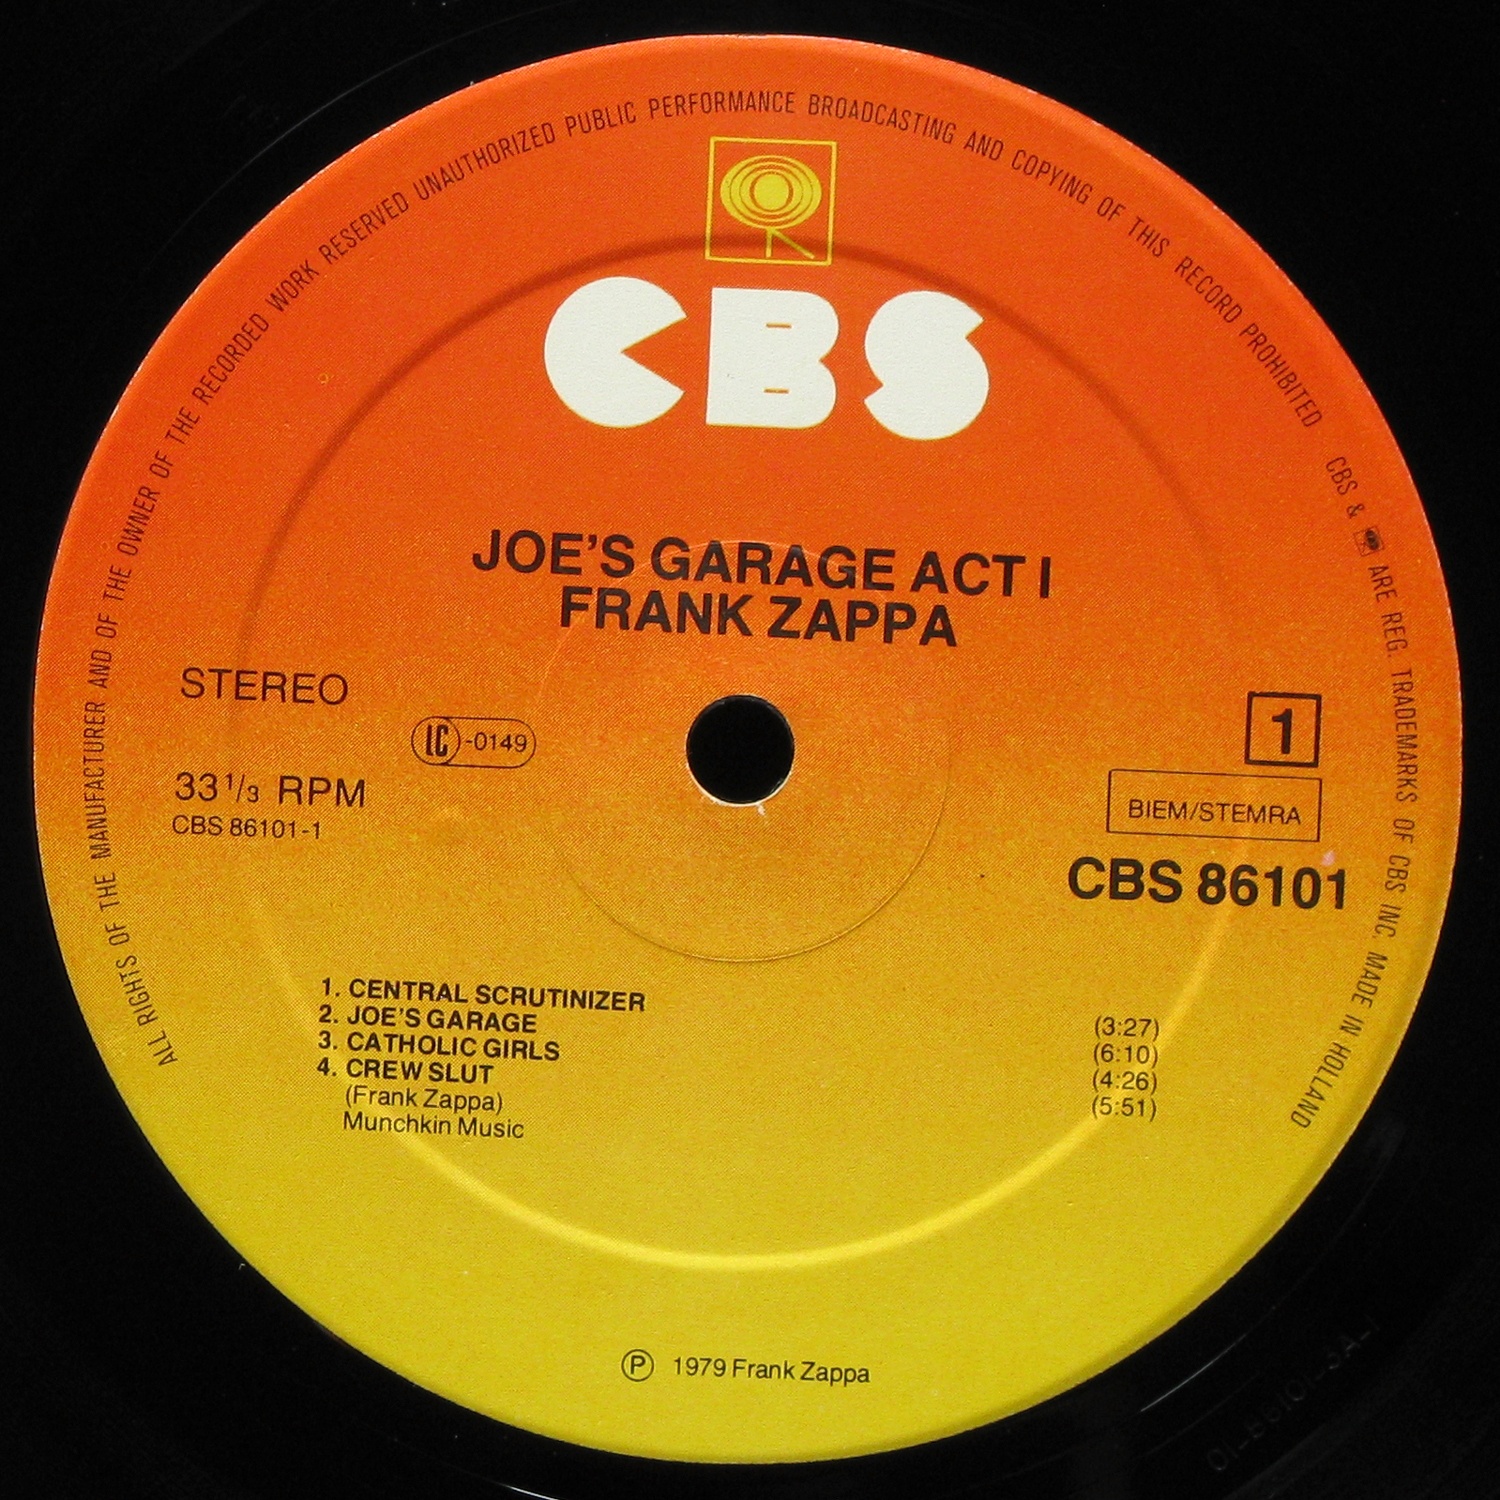 ALL RIGHTS OF THE MANUFACTURER AND OF THE OWNER OF THE RECORDED WORK RESERVED UNAUTHORIZED PUBLIC PERFORMANCE BROADCASTING AND COPYING OF THIS RECORD PROHIBITED CBS & ARE REG. TRADEMARKS OF CBS INC. MADE IN HOLLAND
CBS
JOE'S GARAGE ACT I
FRANK ZAPPA
STEREO
LC-0149
1
33 1/3 RPM
BIEM/STEMRA
CBS 86101-1
CBS 86101
1. CENTRAL SCRUTINIZER (3:27)
2. JOE'S GARAGE (6:10)
3. CATHOLIC GIRLS (4:26)
4. CREW SLUT (5:51)
(Frank Zappa)
Munchkin Music
Ⓟ 1979 Frank Zappa